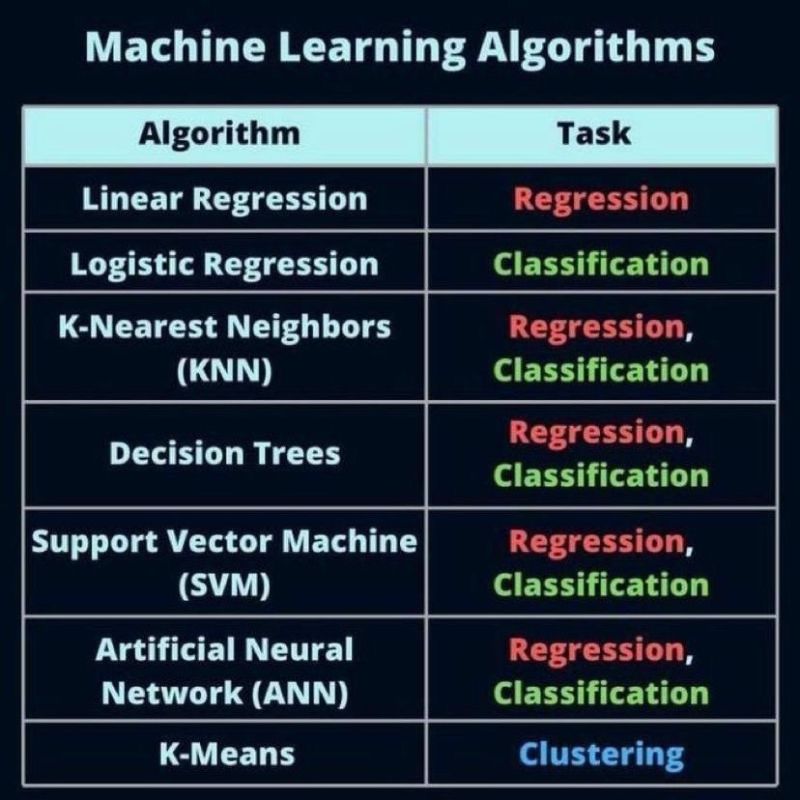 Machine Learning Algorithms
Algorithm Task
Linear Regression Regression
Logistic Regression Classification
K-Nearest Neighbors
(KNN)
Regression,
Classification
Decision Trees
Regression,
Classification
Support Vector Machine
(SVM)
Regression,
Classification
Artificial Neural
Network (ANN)
Regression,
Classification
K-Means Clustering